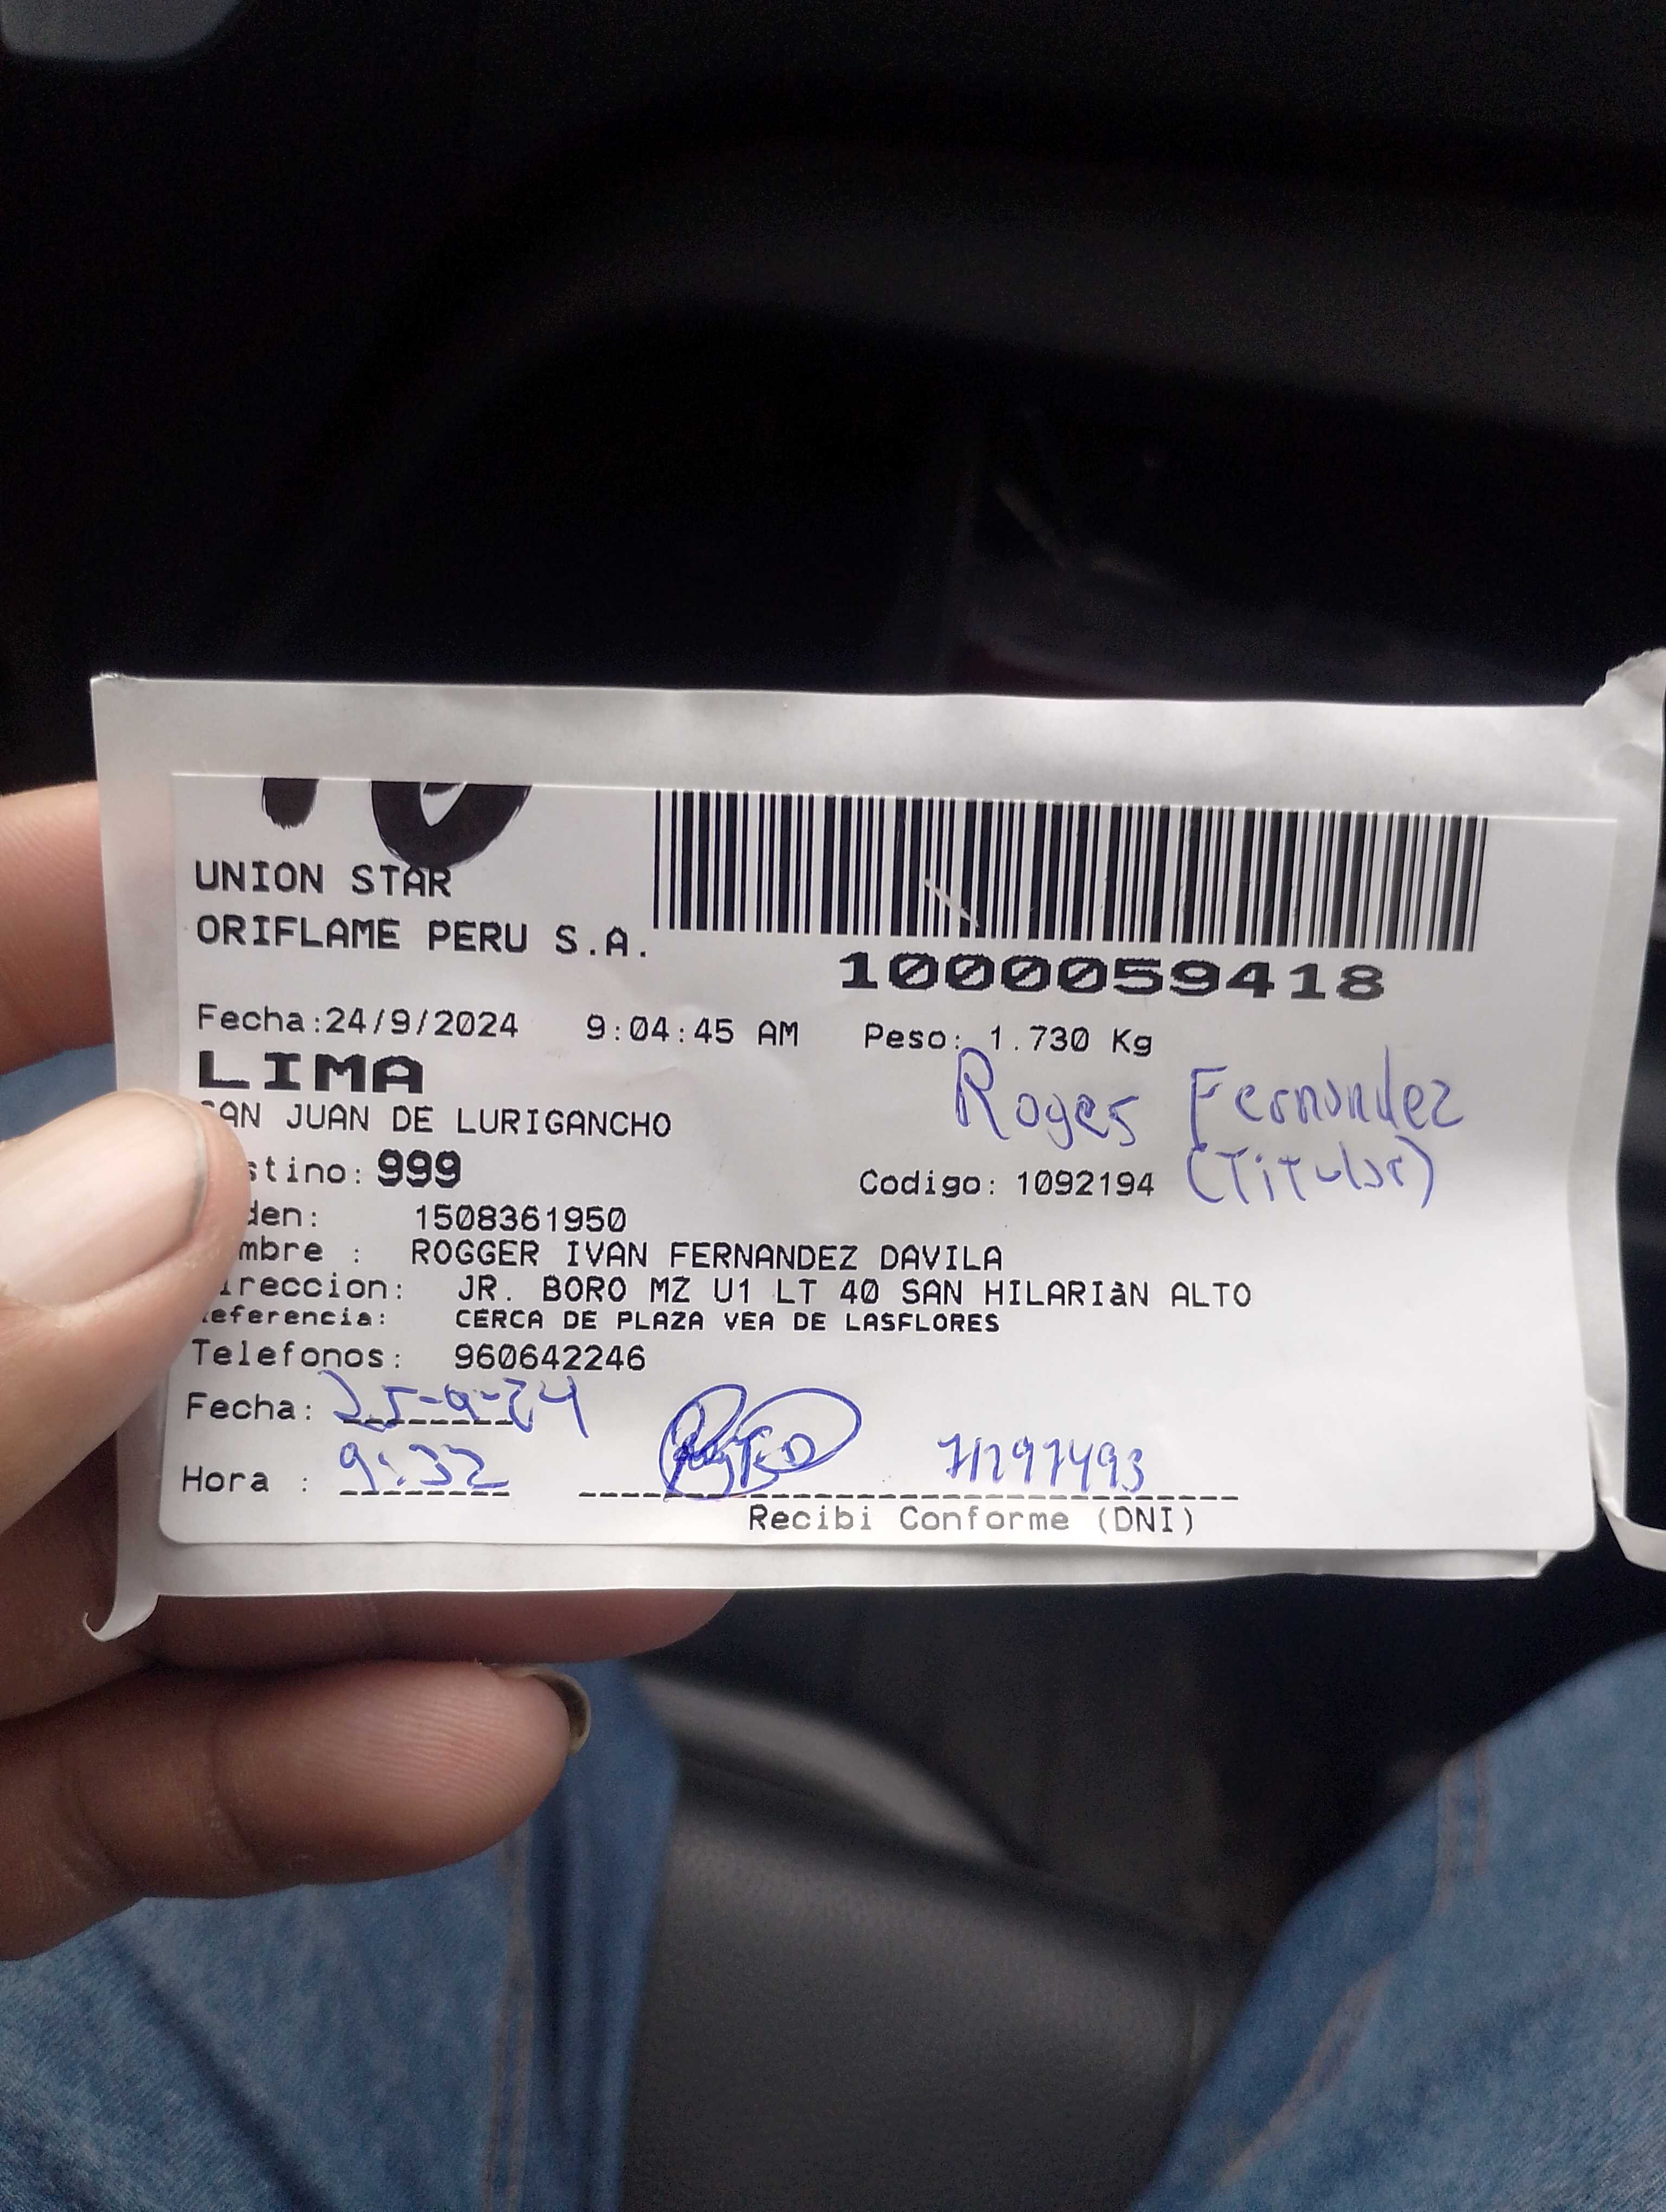 UNION STAR
ORIFLAME PERU S.A.
1000059418
Fecha:24/9/2024 9:04:45 AM Peso: 1.730 Kg
LIMA
AN JUAN DE LURIGANCHO
Roger Fernandez
(Titular)
stino: 999 Codigo: 1092194
den: 1508361950
mbre : ROGGER IVAN FERNANDEZ DAVILA
ireccion: JR. BORO MZ U1 LT 40 SAN HILARIàN ALTO
eferencia: CERCA DE PLAZA VEA DE LASFLORES
Telefonos: 960642246
Fecha: 25-9-24
Hora : 9:32
Recibi Conforme (DNI)